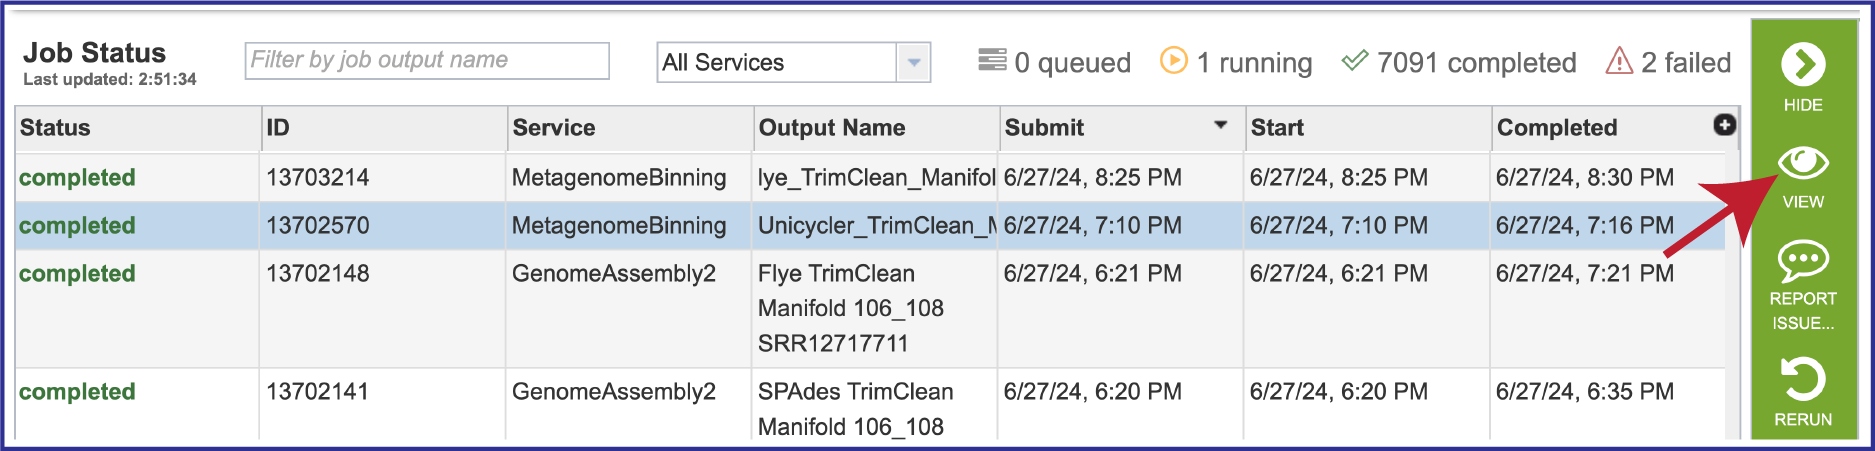 Job Status
Last updated: 2:51:34
Filter by job output name
All Services
0 queued
1 running
7091 completed
2 failed
Status ID Service Output Name Submit Start Completed
completed 13703214 MetagenomeBinning lye_TrimClean_Manifol 6/27/24, 8:25 PM 6/27/24, 8:25 PM 6/27/24, 8:30 PM
completed 13702570 MetagenomeBinning Unicycler_TrimClean_M 6/27/24, 7:10 PM 6/27/24, 7:10 PM 6/27/24, 7:16 PM
completed 13702148 GenomeAssembly2 Flye TrimClean 6/27/24, 6:21 PM 6/27/24, 6:21 PM 6/27/24, 7:21 PM
Manifold 106_108
SRR12717711
completed 13702141 GenomeAssembly2 SPAdes TrimClean 6/27/24, 6:20 PM 6/27/24, 6:20 PM 6/27/24, 6:35 PM
Manifold 106_108
HIDE
VIEW
REPORT
ISSUE...
RERUN